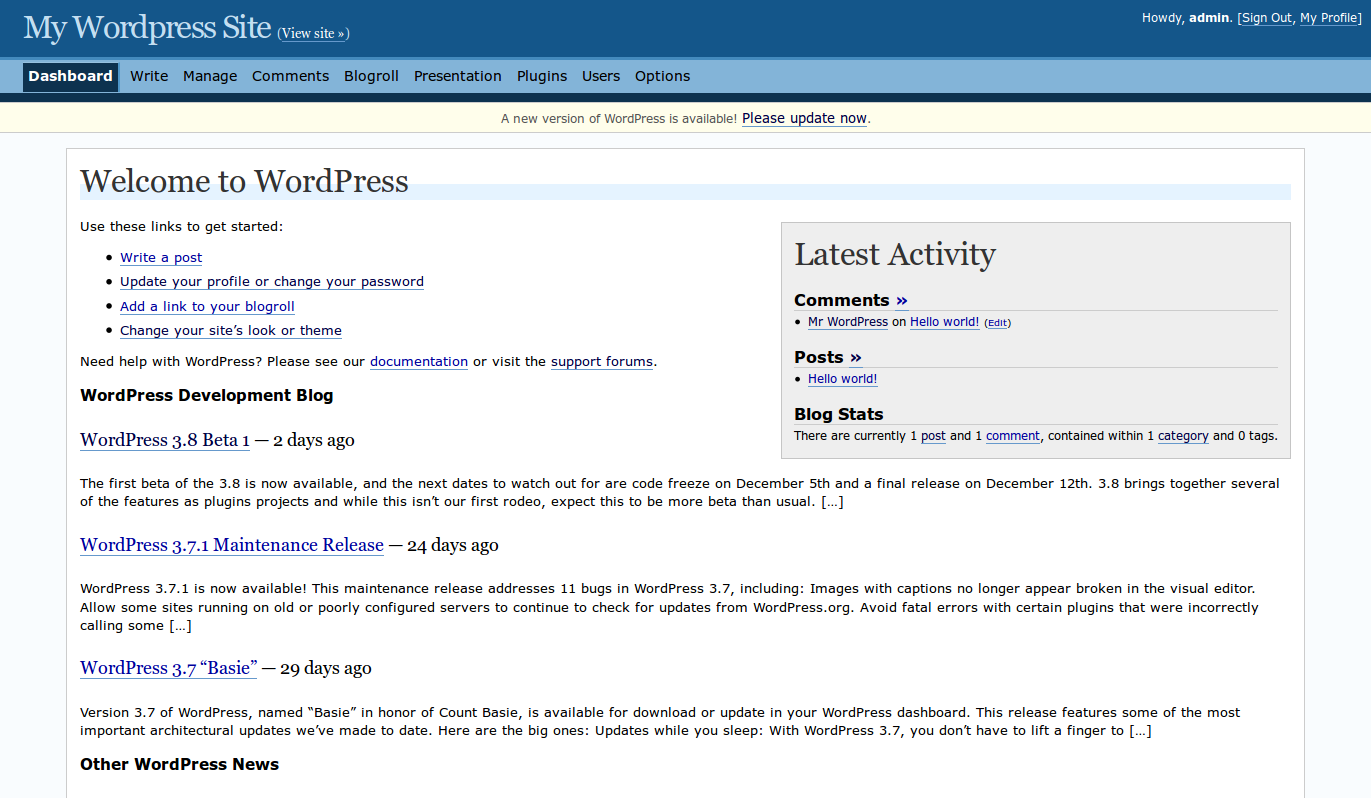 My Wordpress Site (View site »)
Howdy, admin. [Sign Out, My Profile]
Dashboard Write Manage Comments Blogroll Presentation Plugins Users Options
A new version of WordPress is available! Please update now.
Welcome to WordPress
Use these links to get started:
• Write a post
• Update your profile or change your password
• Add a link to your blogroll
• Change your site’s look or theme
Need help with WordPress? Please see our documentation or visit the support forums.
Latest Activity
Comments »
• Mr WordPress on Hello world! (Edit)
Posts »
• Hello world!
Blog Stats
There are currently 1 post and 1 comment, contained within 1 category and 0 tags.
WordPress Development Blog
WordPress 3.8 Beta 1 — 2 days ago
The first beta of the 3.8 is now available, and the next dates to watch out for are code freeze on December 5th and a final release on December 12th. 3.8 brings together several
of the features as plugins projects and while this isn’t our first rodeo, expect this to be more beta than usual. […]
WordPress 3.7.1 Maintenance Release — 24 days ago
WordPress 3.7.1 is now available! This maintenance release addresses 11 bugs in WordPress 3.7, including: Images with captions no longer appear broken in the visual editor.
Allow some sites running on old or poorly configured servers to continue to check for updates from WordPress.org. Avoid fatal errors with certain plugins that were incorrectly
calling some […]
WordPress 3.7 “Basie” — 29 days ago
Version 3.7 of WordPress, named “Basie” in honor of Count Basie, is available for download or update in your WordPress dashboard. This release features some of the most
important architectural updates we’ve made to date. Here are the big ones: Updates while you sleep: With WordPress 3.7, you don’t have to lift a finger to […]
Other WordPress News